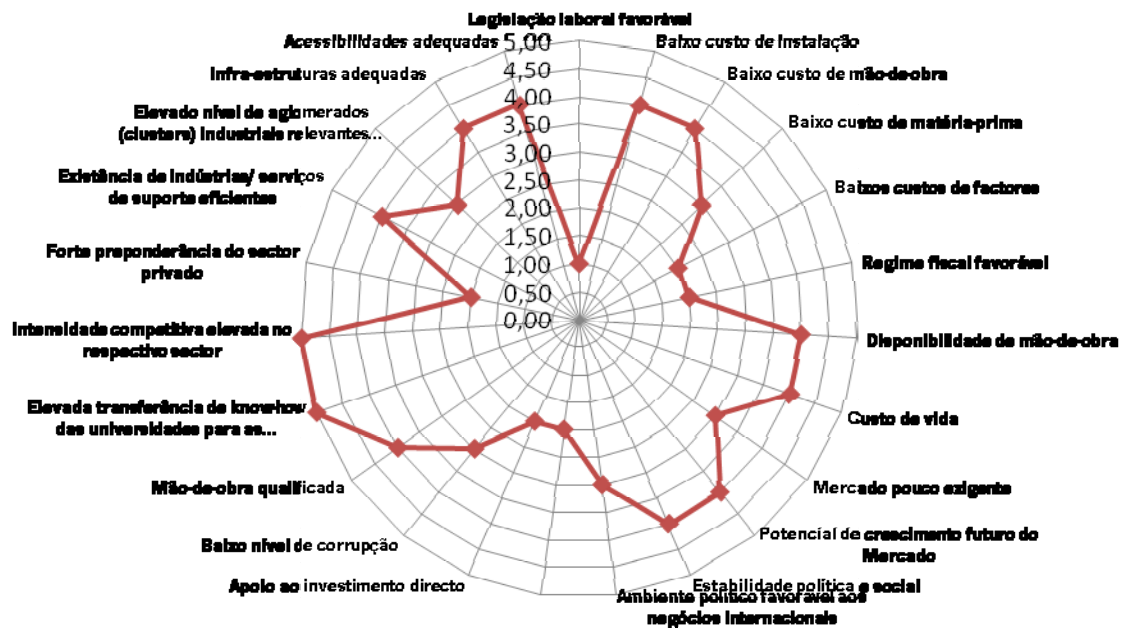 Legislação laboral favorável
Baixo custo de instalação
Baixo custo de mão-de-obra
Baixo custo de matéria-prima
Baixos custos de factores
Regime fiscal favorável
Disponibilidade de mão-de-obra
Custo de vida
Mercado pouco exigente
Potencial de crescimento futuro do
Mercado
Estabilidade política e social
Ambiente político favorável aos
negócios internacionais
Apoio ao investimento directo
Baixo nível de corrupção
Mão-de-obra qualificada
Elevada transferência de know-how
das universidades para as...
Intensidade competitiva elevada no
respectivo sector
Forte preponderância do sector
privado
Existência de indústrias/ serviços
de suporte eficientes
Elevado nível de aglomerados
(clusters) industriais relevantes...
Infra-estruturas adequadas
Acessibilidades adequadas
5,00
4,50
4,00
3,50
3,00
2,50
2,00
1,50
1,00
0,50
0,00